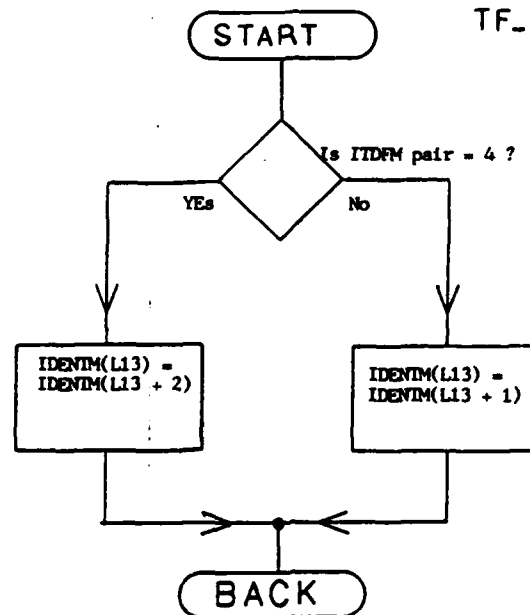 START
TF_
Is ITDFM pair = 4 ?
YEs
No
IDENTM(L13) =
IDENTM(L13 + 2)
IDENTM(L13) =
IDENTM(L13 + 1)
BACK